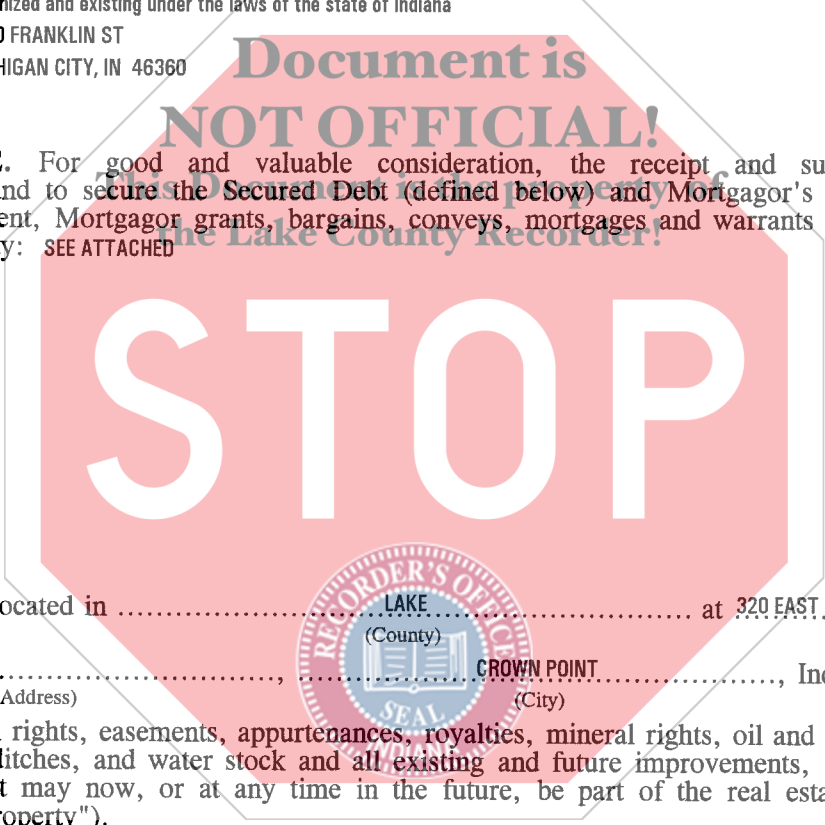 nized and existing under the laws of the state of Indiana
FRANKLIN ST
HIGAN CITY, IN 46360
Document is
NOT OFFICIAL!
For good and valuable consideration, the receipt and su
This Document is the property of
nd to secure the Secured Debt (defined below) and Mortgagor's
ent, Mortgagor grants, bargains, conveys, mortgages and warrants
the Lake County Recorder!
y: SEE ATTACHED
STOP
ocated in ........ LAKE ........ at 320 EAST
(County)
........, ........ CROWN POINT ........, Ind
Address) (City)
rights, easements, appurtenances, royalties, mineral rights, oil and
ditches, and water stock and all existing and future improvements,
t may now, or at any time in the future, be part of the real esta
roperty").
RECORDER'S OFFICE
SEAL
INDIANA